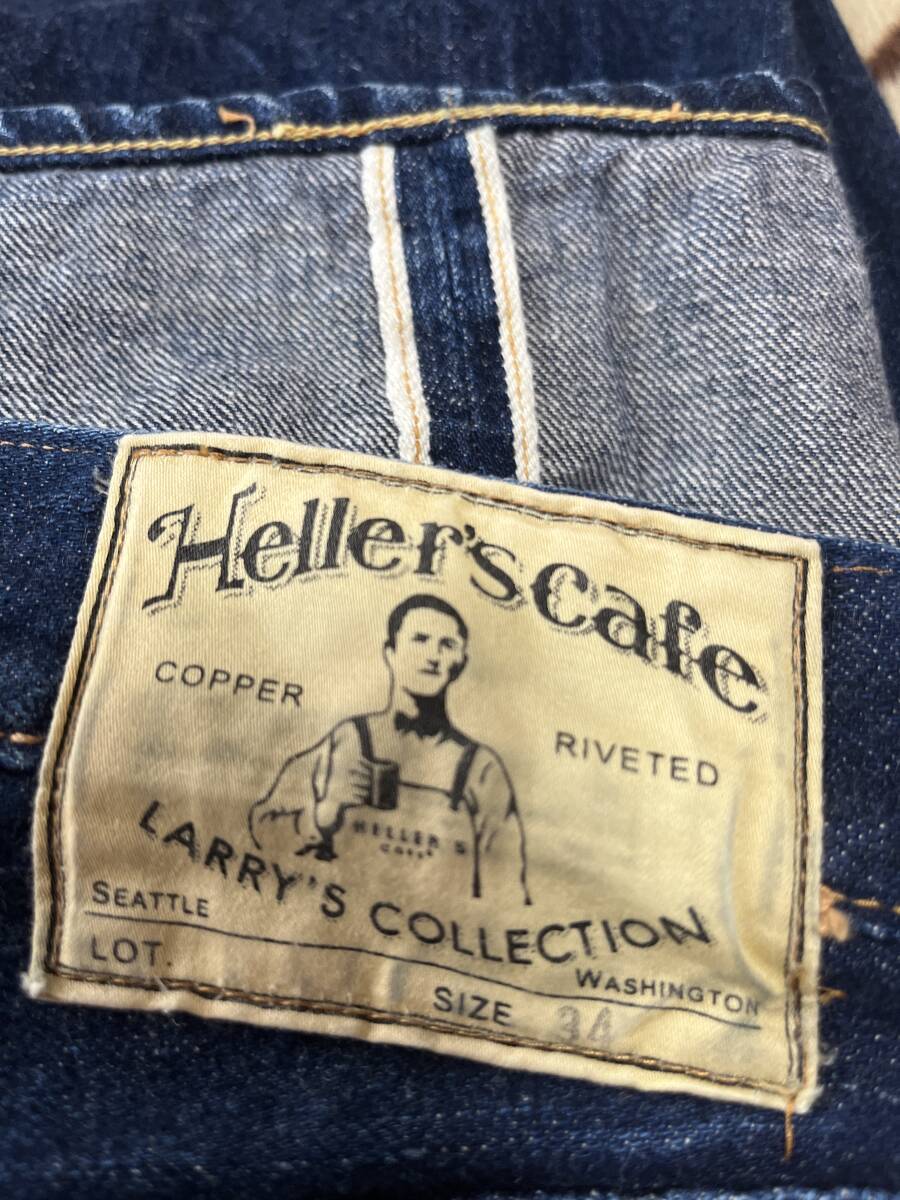 Heller's cafe
COPPER RIVETED
HELLER'S
CAFE
LARRY'S COLLECTION
SEATTLE WASHINGTON
LOT. SIZE 34